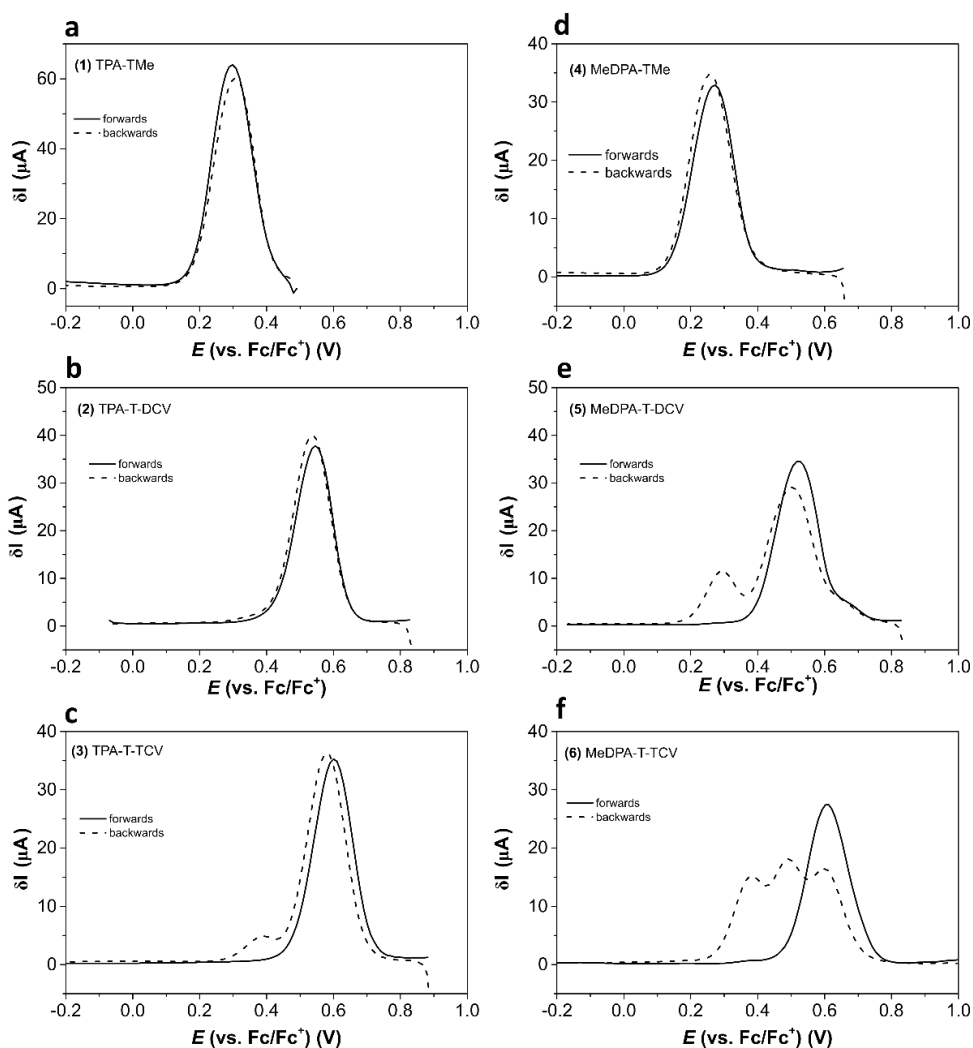 a
(1) TPA-TMe
forwards
backwards
δI (μA)
60
40
20
0
-0.2 0.0 0.2 0.4 0.6 0.8 1.0
E (vs. Fc/Fc⁺) (V)
d
(4) MeDPA-TMe
forwards
backwards
δI (μA)
40
30
20
10
0
-0.2 0.0 0.2 0.4 0.6 0.8 1.0
E (vs. Fc/Fc⁺) (V)
b
(2) TPA-T-DCV
forwards
backwards
δI (μA)
50
40
30
20
10
0
-0.2 0.0 0.2 0.4 0.6 0.8 1.0
E (vs. Fc/Fc⁺)
e
(5) MeDPA-T-DCV
forwards
backwards
δI (μA)
50
40
30
20
10
0
-0.2 0.0 0.2 0.4 0.6 0.8 1.0
E (vs. Fc/Fc⁺)
c
(3) TPA-T-TCV
forwards
backwards
δI (μA)
40
30
20
10
0
-0.2 0.0 0.2 0.4 0.6 0.8 1.0
E (vs. Fc/Fc⁺) (V)
f
(6) MeDPA-T-TCV
forwards
backwards
δI (μA)
40
30
20
10
0
-0.2 0.0 0.2 0.4 0.6 0.8 1.0
E (vs. Fc/Fc⁺) (V)